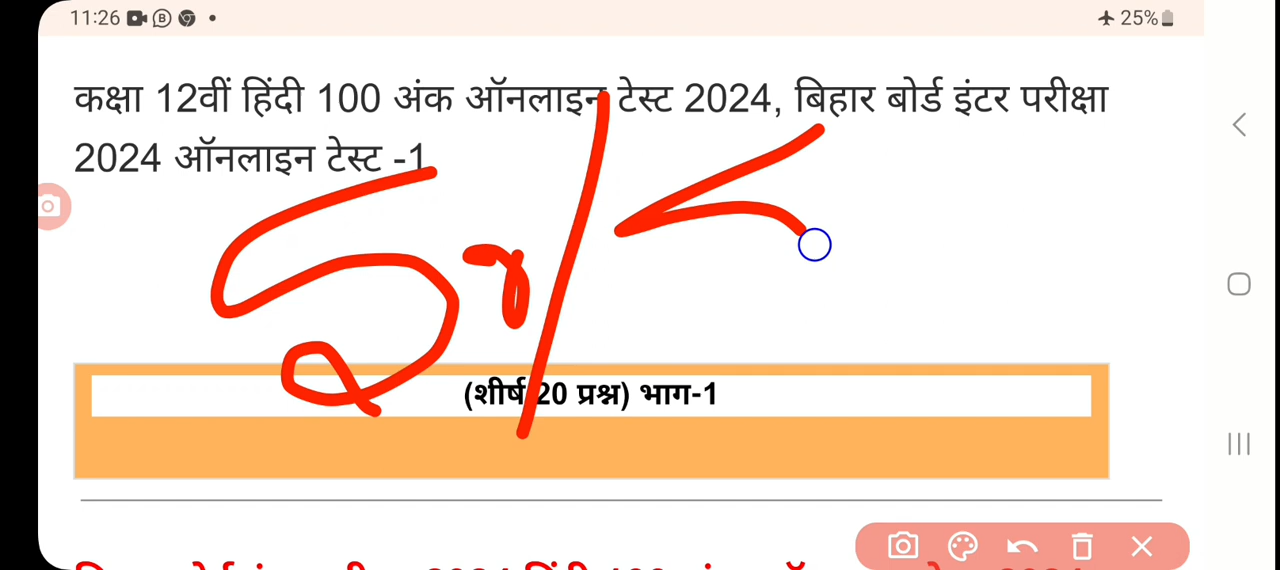 11:26
25%
कक्षा 12वीं हिंदी 100 अंक ऑनलाइन टेस्ट 2024, बिहार बोर्ड इंटर परीक्षा
2024 ऑनलाइन टेस्ट -1
(शीर्ष 20 प्रश्न) भाग-1